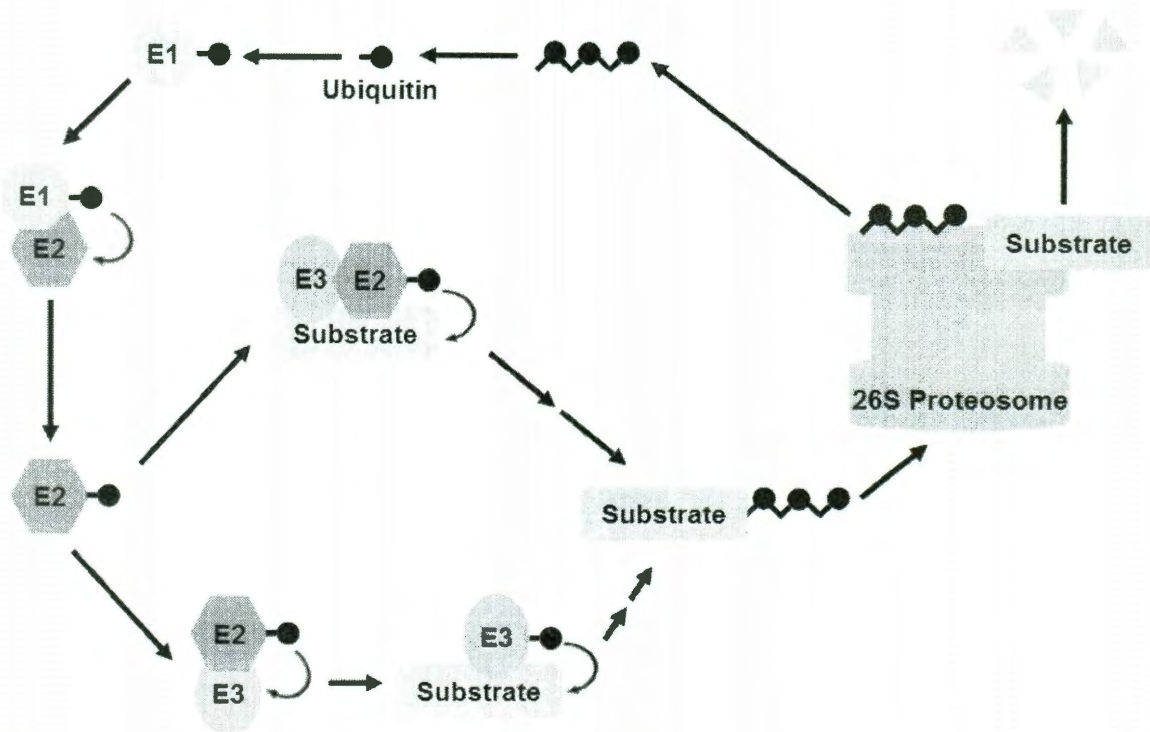 E1
Ubiquitin
E1
E2
Substrate
E3 E2
Substrate
26S Proteosome
E2
Substrate
E2
E3
E3
Substrate